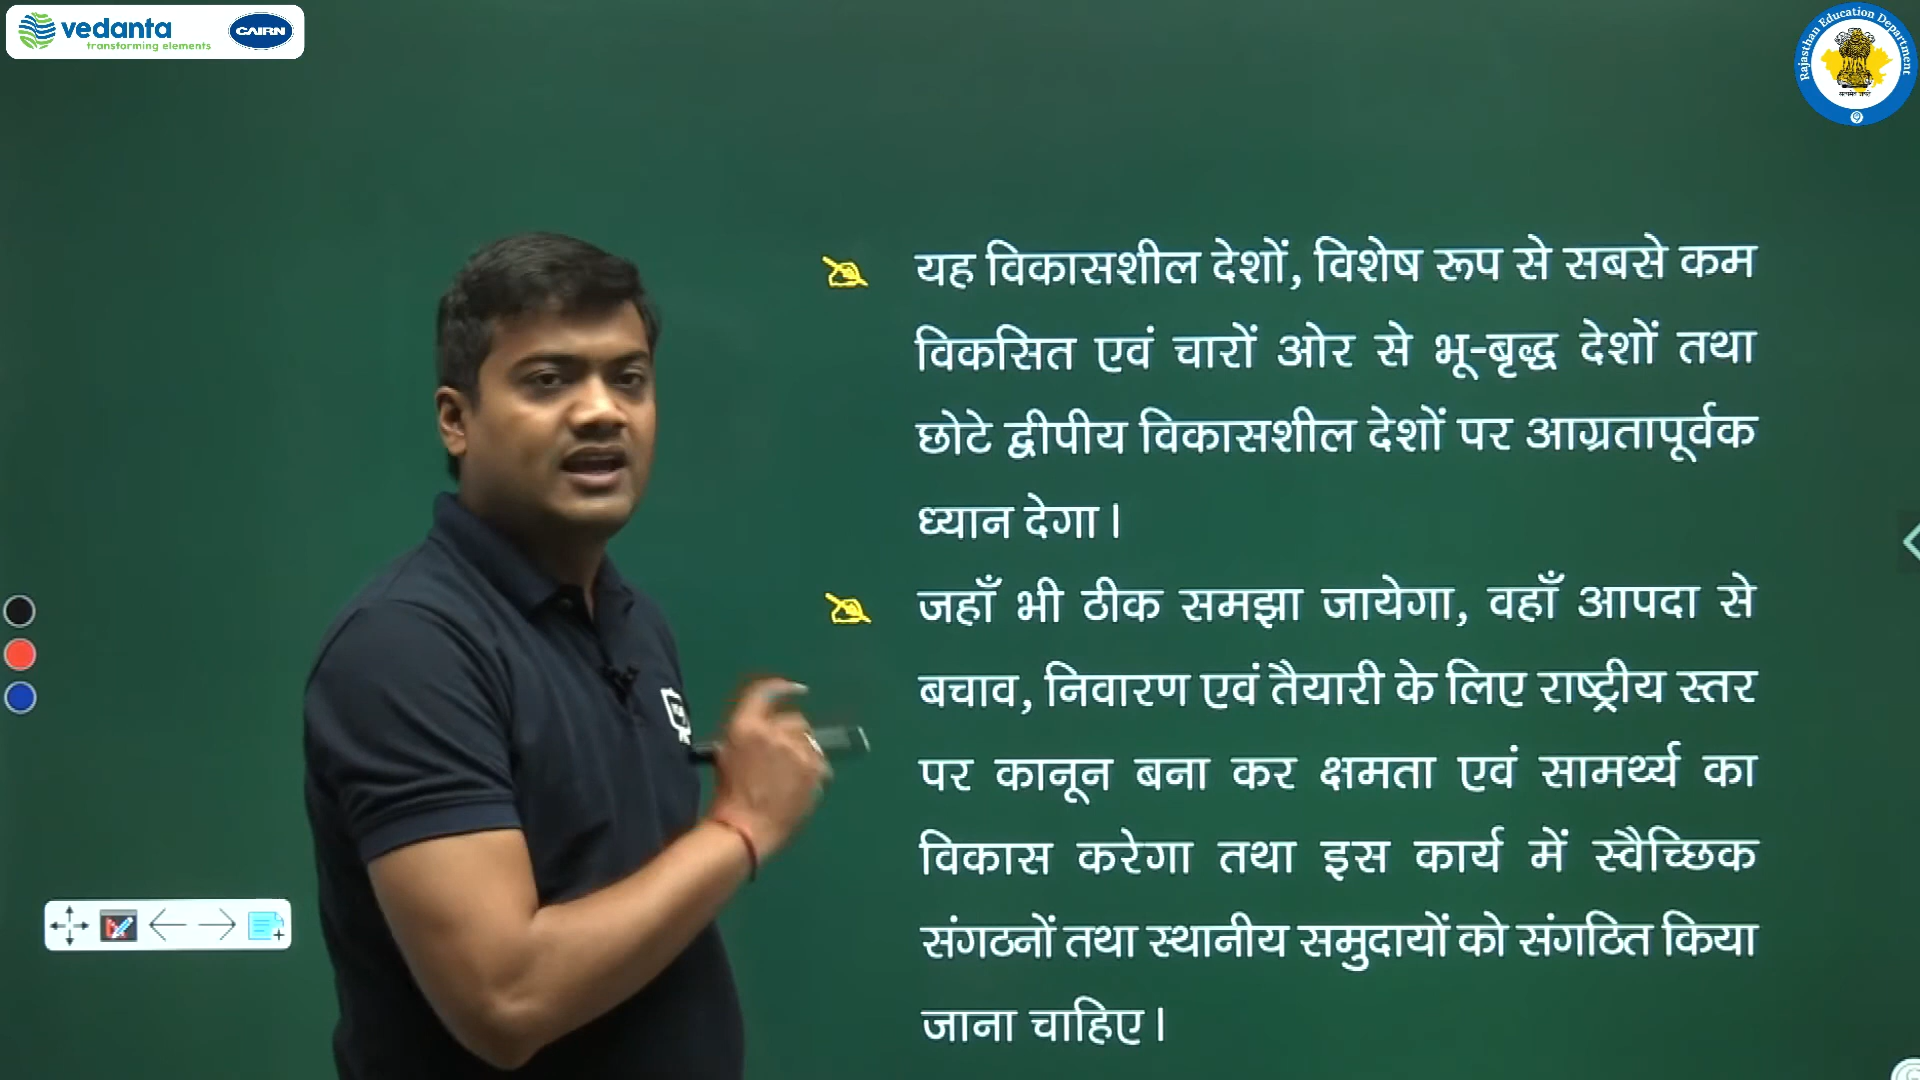 vedanta
transforming elements
CAIRN
Rajasthan Education Department
यह विकासशील देशों, विशेष रूप से सबसे कम
विकसित एवं चारों ओर से भू-बृद्ध देशों तथा
छोटे द्वीपीय विकासशील देशों पर आग्रतापूर्वक
ध्यान देगा।
जहाँ भी ठीक समझा जायेगा, वहाँ आपदा से
बचाव, निवारण एवं तैयारी के लिए राष्ट्रीय स्तर
पर कानून बना कर क्षमता एवं सामर्थ्य का
विकास करेगा तथा इस कार्य में स्वैच्छिक
संगठनों तथा स्थानीय समुदायों को संगठित किया
जाना चाहिए।